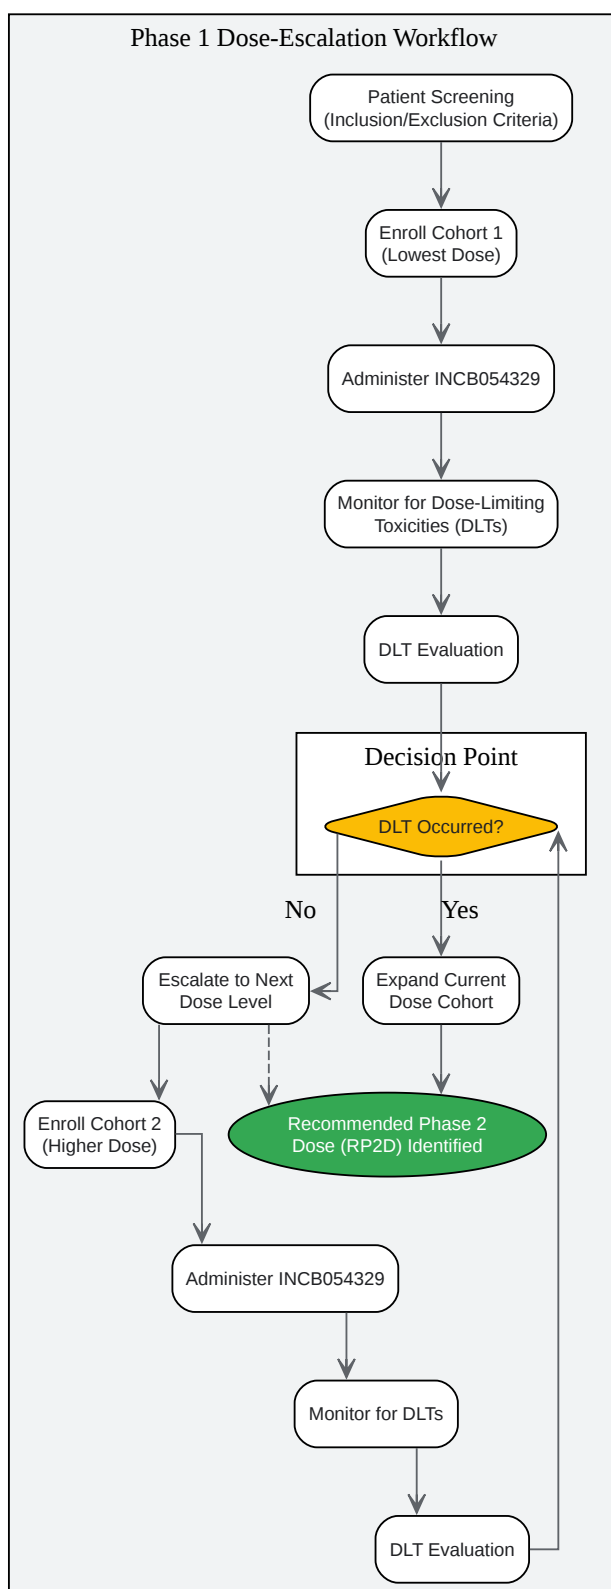 Phase 1 Dose-Escalation Workflow
Patient Screening
(Inclusion/Exclusion Criteria)
Enroll Cohort 1
(Lowest Dose)
Administer INCB054329
Monitor for Dose-Limiting
Toxicities (DLTs)
DLT Evaluation
Decision Point
DLT Occurred?
No
Yes
Escalate to Next
Dose Level
Expand Current
Dose Cohort
Enroll Cohort 2
(Higher Dose)
Recommended Phase 2
Dose (RP2D) Identified
Administer INCB054329
Monitor for DLTs
DLT Evaluation